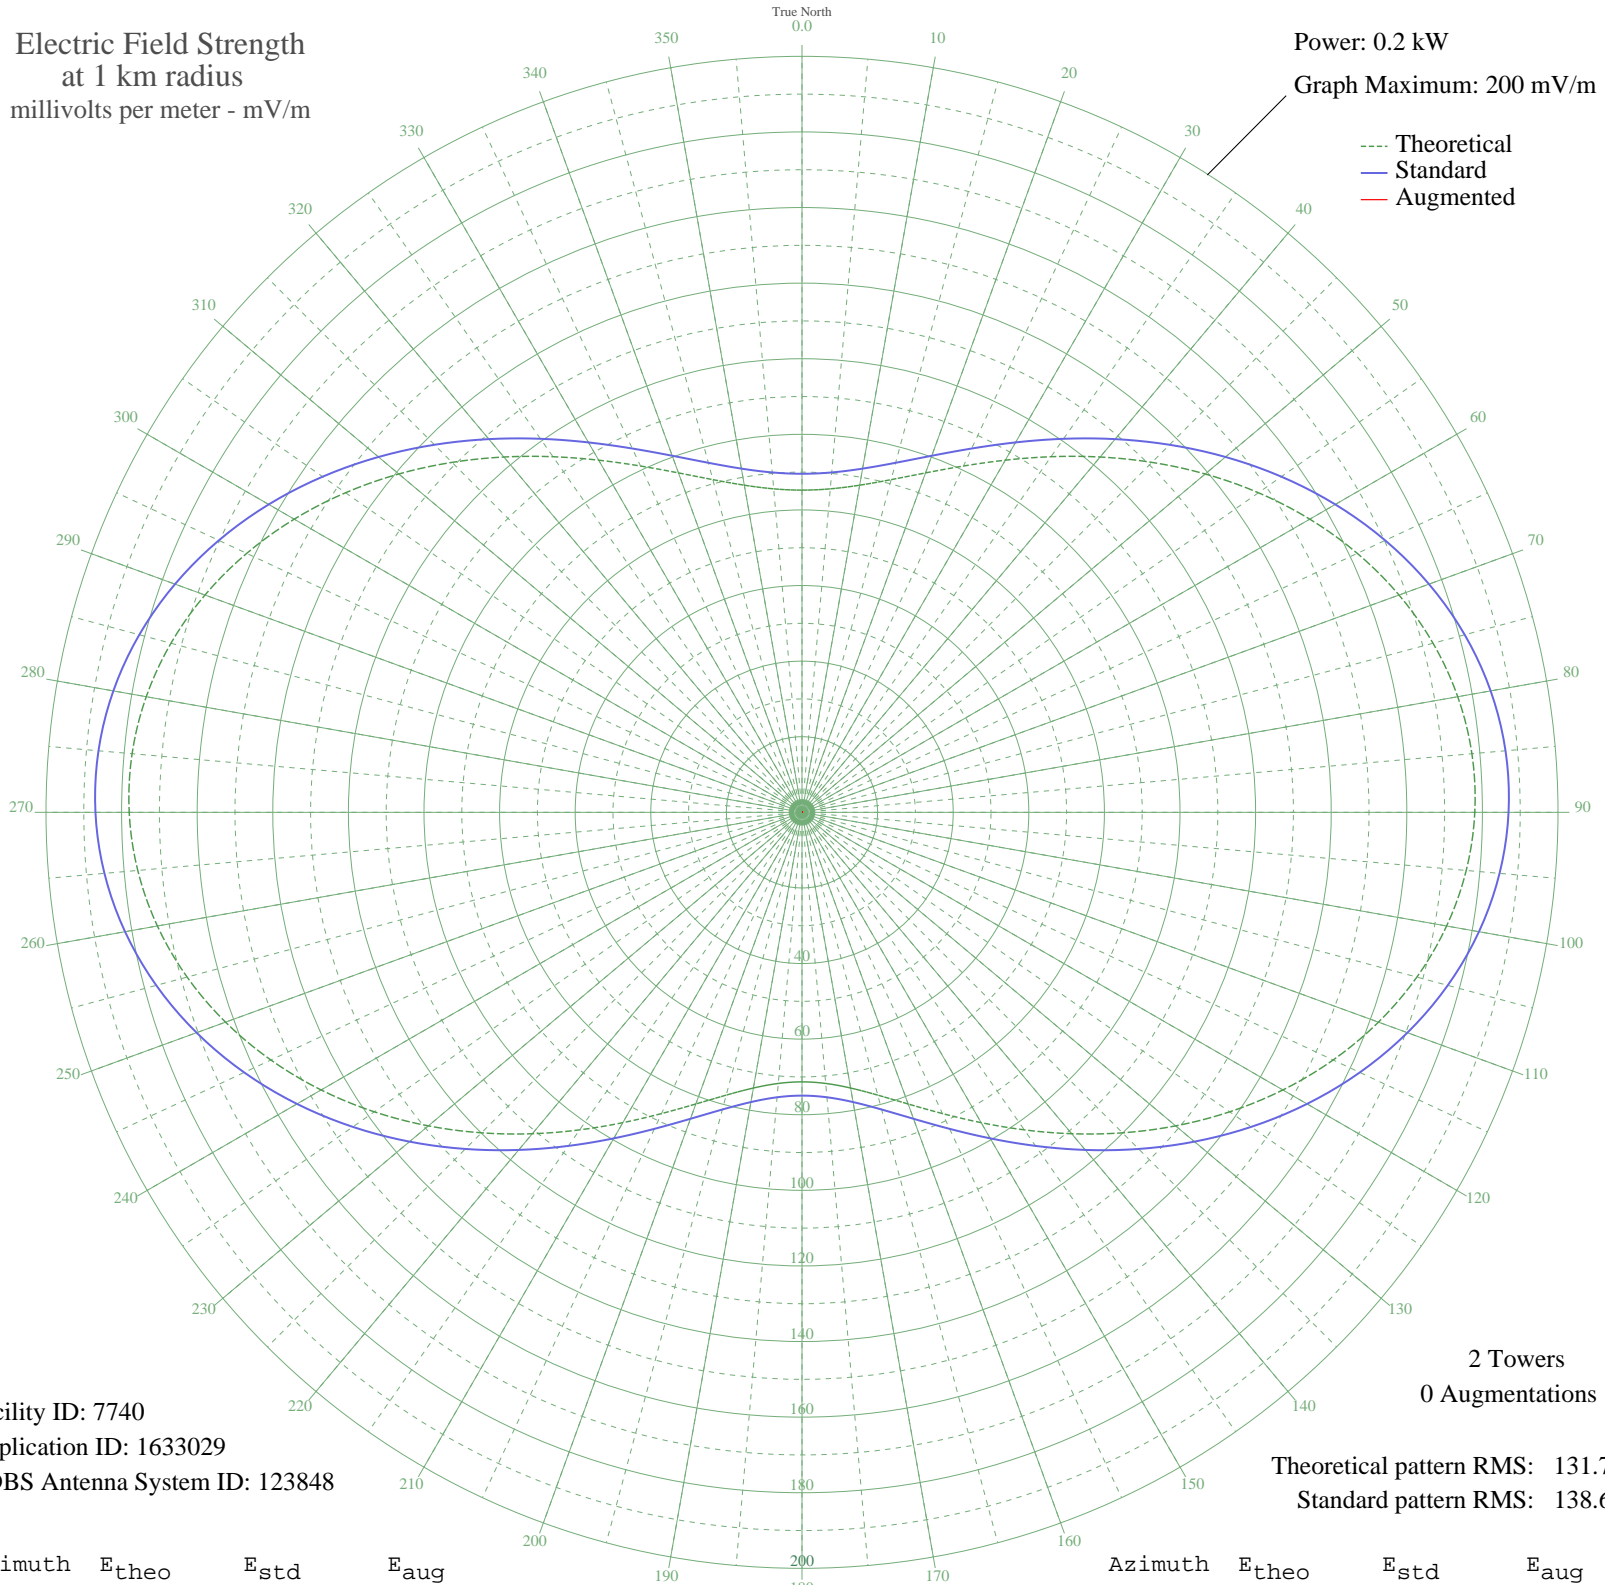 True North
0.0
Electric Field Strength
at 1 km radius
millivolts per meter - mV/m
Power: 0.2 kW
Graph Maximum: 200 mV/m
Theoretical
Standard
Augmented
350
10
340
20
330
30
320
40
310
50
300
60
290
70
280
80
270
90
260
100
250
110
240
120
230
130
220
140
210
150
200
160
190
170
40
60
80
100
120
140
160
180
200
2 Towers
0 Augmentations
cility ID: 7740
plication ID: 1633029
DBS Antenna System ID: 123848
Theoretical pattern RMS: 131.7
Standard pattern RMS: 138.6
imuth Etheo Estd Eaug
Azimuth Etheo Estd Eaug